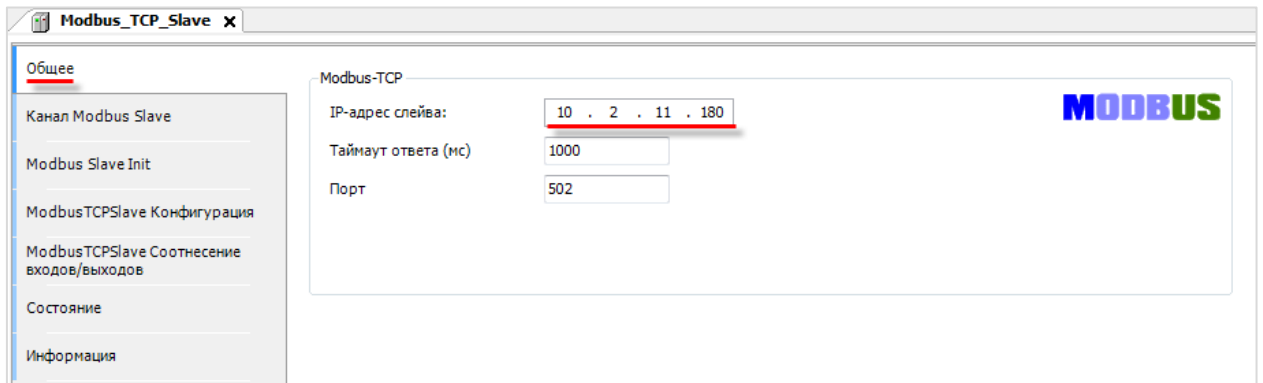 Modbus_TCP_Slave x
Общее
Канал Modbus Slave
Modbus Slave Init
ModbusTCPSlave Конфигурация
ModbusTCPSlave Соотнесение
входов/выходов
Состояние
Информация
Modbus-TCP
IP-адрес слейва: 10 . 2 . 11 . 180
Таймаут ответа (мс) 1000
Порт 502
MODBUS